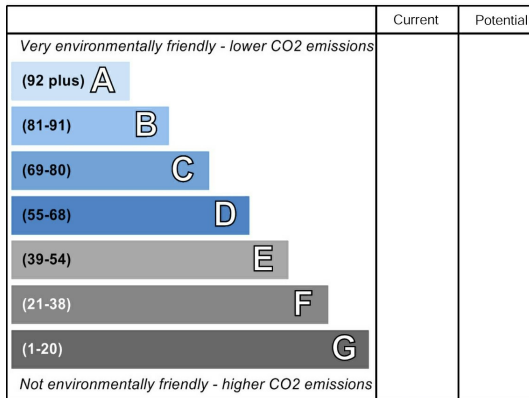 Current Potential
Very environmentally friendly - lower CO2 emissions
(92 plus) A
(81-91) B
(69-80) C
(55-68) D
(39-54) E
(21-38) F
(1-20) G
Not environmentally friendly - higher CO2 emissions